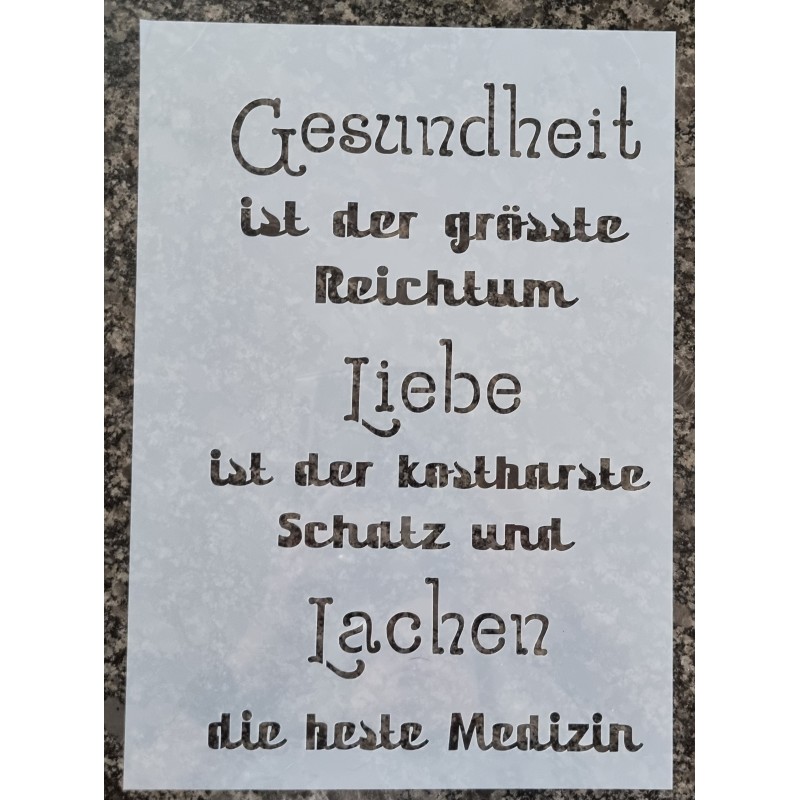 Gesundheit
ist der grösste
Reichtum
Liebe
ist der kostbarste
Schatz und
Lachen
die beste Medizin